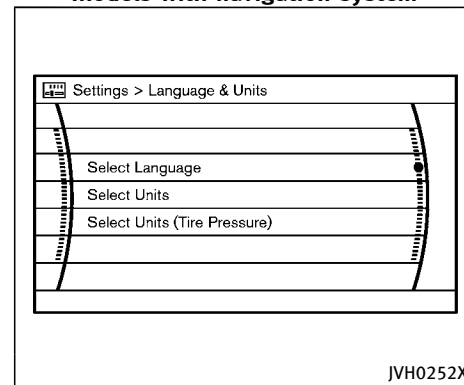 Models with navigation system
Settings > Language & Units
Select Language
Select Units
Select Units (Tire Pressure)
JVH0252X